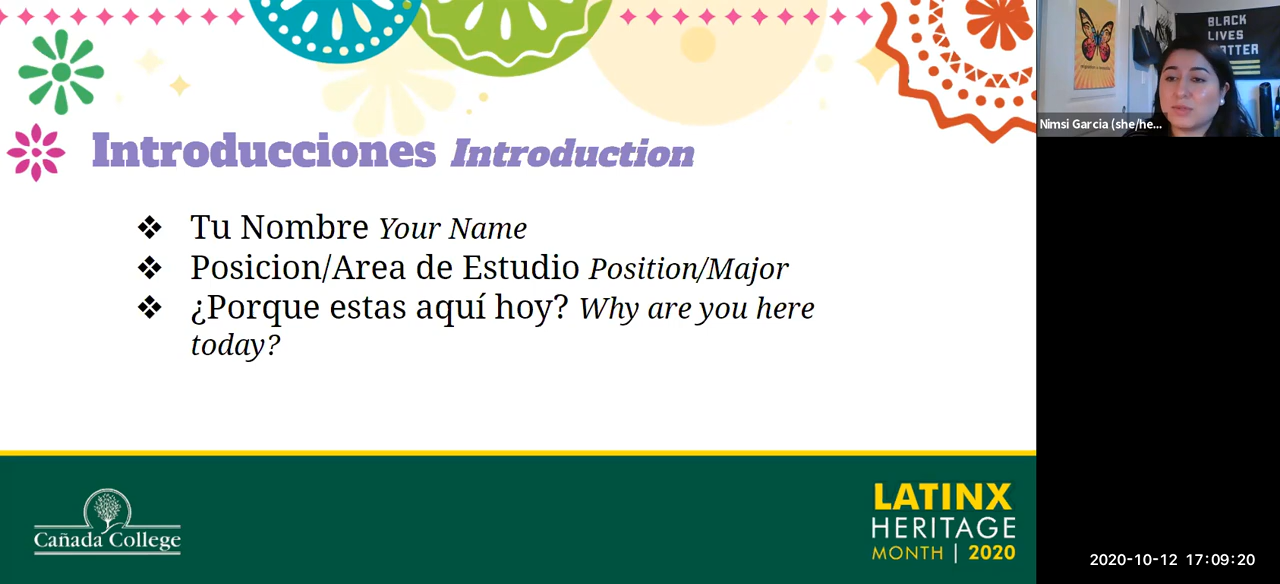 BLACK
LIVES
MATTER
Nimsi Garcia (she/he...
Introducciones Introduction
❖ Tu Nombre Your Name
❖ Posicion/Area de Estudio Position/Major
❖ ¿Porque estas aquí hoy? Why are you here
today?
Cañada College
LATINX
HERITAGE
MONTH | 2020
2020-10-12 17:09:20